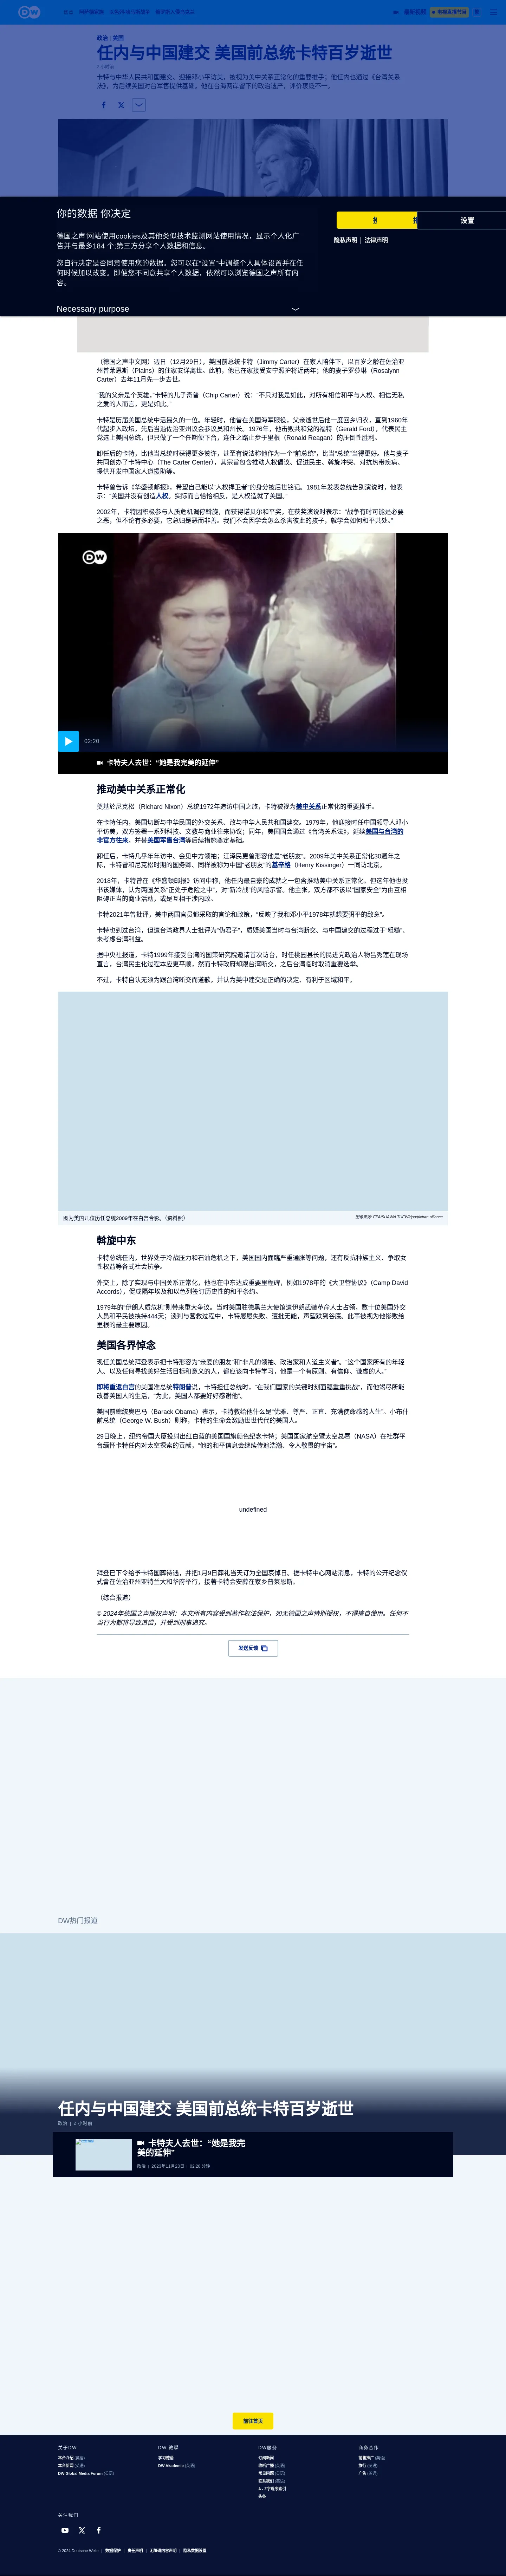 DW
政治
美国
任内与中国建交 美国前总统卡特百岁逝世
卡特与中华人民共和国建交、迎接邓小平访美，被视为美中关系正常化的重要推手；他任内也通过《台湾关系
法》，为后续美国对台军售提供基础。他在台海两岸留下的政治遗产，评价褒贬不一。
你的数据 你决定
德国之声'网站使用cookies及其他类似技术监测网站使用情况，显示个人化广
告并与最多184 个;第三方分享个人数据和信息。
您自行决定是否同意使用您的数据。您可以在“设置”中调整个人具体设置并在任
何时候加以改变。即便您不同意共享个人数据，依然可以浏览德国之声所有内
容。
Necessary purpose
设置
隐私声明 | 法律声明
（德国之声中文网）週日（12月29日），美国前总统卡特（Jimmy Carter）在家人陪伴下，以百岁之龄在佐治亚
州普莱恩斯（Plains）的住家安详离世。此前，他已在家接受安宁照护将近两年；他的妻子罗莎琳（Rosalynn
Carter）去年11月先一步去世。
“我的父亲是个英雄，”卡特的儿子奇普（Chip Carter）说：“不只对我是如此，对所有相信和平与人权、相信无私
之爱的人而言，更是如此。”
卡特是历届美国总统中活最久的一位。年轻时，他曾在美国海军服役，父亲逝世后他一度回乡归农，直到1960年
代起步入政坛，先后当过佐治亚州议会参议员和州长。1976年，他击败共和党的福特（Gerald Ford），代表民主
党选上美国总统，但只做了一个任期便下台，连任之路止步于里根（Ronald Reagan）的压倒性胜利。
卸任后的卡特，比他当总统时获得更多赞许，甚至有说法称他作为一个“前总统”，比当“总统”当得更好。他与妻子
共同创办了卡特中心（The Carter Center），其宗旨包含推动人权倡议、促进民主、斡旋冲突、对抗热带疾病、
提供开发中国家人道援助等。
卡特曾告诉《华盛顿邮报》，希望自己能以“人权捍卫者”的身分被后世铭记。1981年发表总统告别演说时，他表
示：“美国并没有创造人权。实际而言恰恰相反，是人权造就了美国。”
2002年，卡特因积极参与人质危机调停斡旋，而获得诺贝尔和平奖，在获奖演说时表示：“战争有时可能是必要
之恶，但不论有多必要，它总归是恶而非善。我们不会因学会怎么杀害彼此的孩子，就学会如何和平共处。”
DW
02:20
卡特夫人去世：“她是我完美的延伸”
推动美中关系正常化
奠基於尼克松（Richard Nixon）总统1972年造访中国之旅，卡特被视为美中关系正常化的重要推手。
在卡特任内，美国切断与中华民国的外交关系、改与中华人民共和国建交。1979年，他迎接时任中国领导人邓小
平访美，双方签署一系列科技、文教与商业往来协议；同年，美国国会通过《台湾关系法》，延续美国与台湾的
非官方往来，并替美国军售台湾等后续措施奠定基础。
卸任后，卡特几乎年年访中、会见中方领袖；江泽民更曾形容他是“老朋友”。2009年美中关系正常化30週年之
际，卡特曾和尼克松时期的国务卿、同样被称为中国“老朋友”的基辛格（Henry Kissinger）一同访华。
2018年，卡特曾在《华盛顿邮报》访问中称，他任内最自豪的成就之一包含推动美中关系正常化。但这年他也投
书该媒体，认为两国关系“正处于危险之中”，对“新冷战”的风险示警。他主张，双方都不该以“国家安全”为由互相
阻碍正当的商业活动，或是互相干涉内政。
卡特2021年曾批评，美中两国官员都采取的言论和政策，“反映了我和邓小平1978年就想要弭平的敌意”。
卡特也到过台湾，但遭台湾政界人士批评为“伪君子”，质疑美国当时与台湾断交、与中国建交的过程过于“粗糙”、
未考虑台湾利益。
据中央社报道，卡特1999年接受台湾的国策研究院邀请首次访台，时任桃园县长的民进党政治人物吕秀莲在现场
直言，台湾民主化过程本应更平顺，然而卡特政府却跟台湾断交，之后台湾临时取消重要选举。
不过，卡特自认无须为跟台湾断交而道歉，并认为美中建交是正确的决定、有利于区域和平。
图为美国几位历任总统2009年在白宫合影。（资料照）
图像来源: EPA/SHAWN THEW/dpa/picture alliance
斡旋中东
卡特总统任内，世界处于冷战压力和石油危机之下，美国国内面临严重通胀等问题，还有反抗种族主义、争取女
性权益等各式社会抗争。
外交上，除了实现与中国关系正常化，他也在中东达成重要里程碑，例如1978年的《大卫营协议》（Camp David
Accords），促成隔年埃及和以色列签订历史性的和平条约。
1979年的“伊朗人质危机”则带来重大争议。当时美国驻德黑兰大使馆遭伊朗武装革命人士占领，数十位美国外交
人员和平民被挟持444天；谈判与营救过程中，卡特屡屡失败、遭批无能，声望跌到谷底。此事被视为他惨败给
里根的最主要原因。
美国各界悼念
现任美国总统拜登表示把卡特形容为“亲爱的朋友”和“非凡的领袖、政治家和人道主义者”。“这个国家所有的年轻
人、以及任何寻找美好生活目标和意义的人，都应该向卡特学习，他是一个有原则、有信仰、谦虚的人。”
即将重返白宫的美国准总统特朗普说，卡特担任总统时，“在我们国家的关键时刻面临重重挑战”，而他竭尽所能
改善美国人的生活，“为此，美国人都要好好感谢他”。
美国前總统奥巴马（Barack Obama）表示，卡特教给他什么是“优雅、尊严、正直、充满使命感的人生”。小布什
前总统（George W. Bush）则称，卡特的生命会激励世世代代的美国人。
29日晚上，纽约帝国大厦投射出红白蓝的美国国旗颜色纪念卡特；美国国家航空暨太空总署（NASA）在社群平
台缅怀卡特任内对太空探索的贡献，“他的和平信息会继续传遍浩瀚、令人敬畏的宇宙”。
undefined
拜登已下令给予卡特国葬待遇，并把1月9日葬礼当天订为全国哀悼日。据卡特中心网站消息，卡特的公开纪念仪
式會在佐治亚州亚特兰大和华府举行，接著卡特会安葬在家乡普莱恩斯。
（综合报道）
© 2024年德国之声版权声明：本文所有内容受到著作权法保护，如无德国之声特别授权，不得擅自使用。任何不
当行为都将导致追偿，并受到刑事追究。
发送反馈
DW热门报道
任内与中国建交 美国前总统卡特百岁逝世
政治 | 2 小时前
卡特夫人去世：“她是我完
美的延伸”
政治 | 2023年11月20日 | 02:20 分钟
前往首页
关于DW
本台介绍 (英语)
本台新闻 (英语)
DW Global Media Forum (英语)
DW 教学
学习德语
DW Akademie (英语)
DW服务
订阅新闻
收听广播 (英语)
常见问题 (英语)
联系我们 (英语)
A - Z字母排索引
头条
商务合作
销售推广 (英语)
旅行 (英语)
广告 (英语)
关注我们
© 2024 Deutsche Welle | 数据保护 | 责任声明 | 无障碍内容声明 | 隐私数据设置